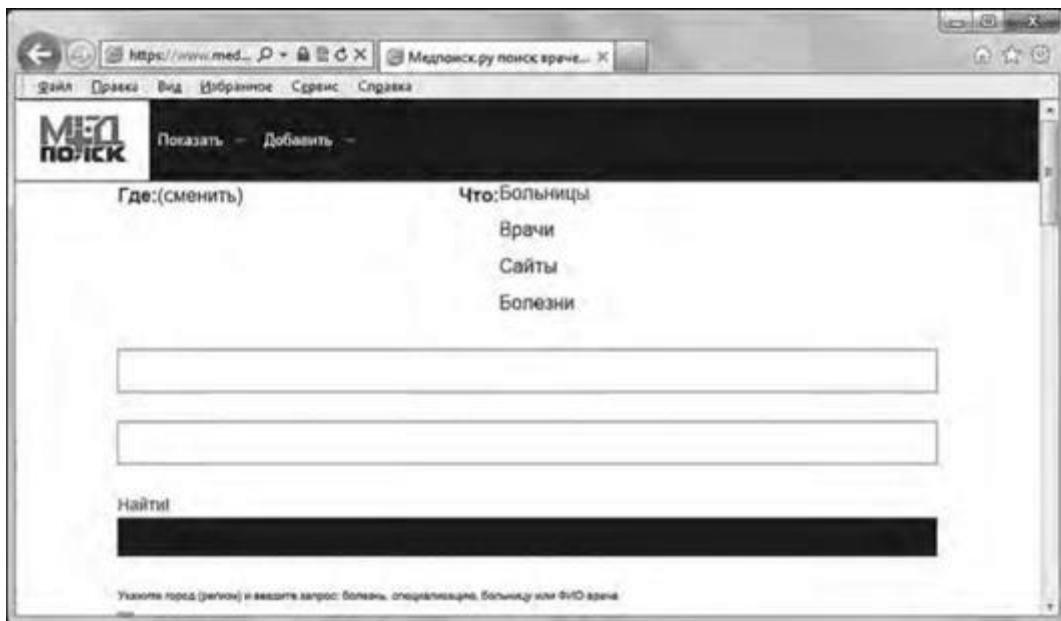 https://www.med... Медпоиск.ру поиск враче...
Файл Правка Вид Избранное Сервис Справка
МЕД
ПОИСК
Показать Добавить
Где:(сменить) Что:Больницы
Врачи
Сайты
Болезни
Найти!
Укажите город (регион) и введите запрос: болезнь, специализацию, больницу или ФИО врача